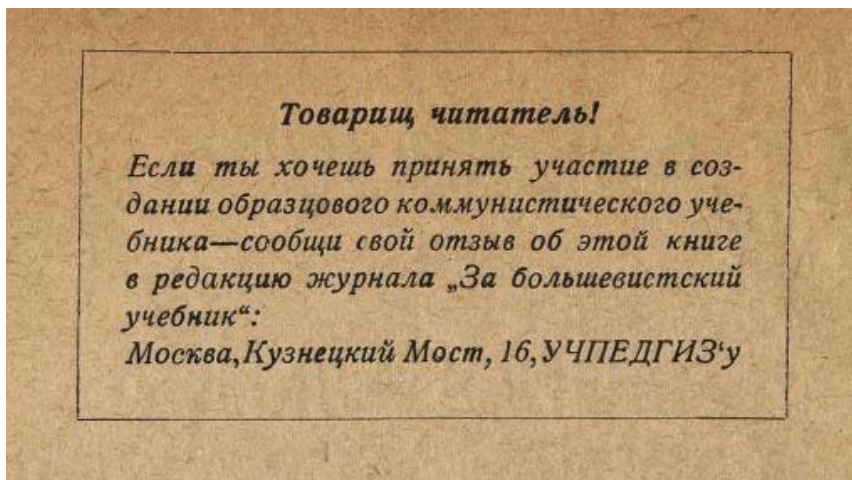 Товарищ читатель!
Если ты хочешь принять участие в соз-
дании образцового коммунистического уче-
бника—сообщи свой отзыв об этой книге
в редакцию журнала „За большевистский
учебник“:
Москва, Кузнецкий Мост, 16, УЧПЕДГИЗ‘у